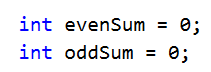 int evenSum = 0;
int oddSum = 0;